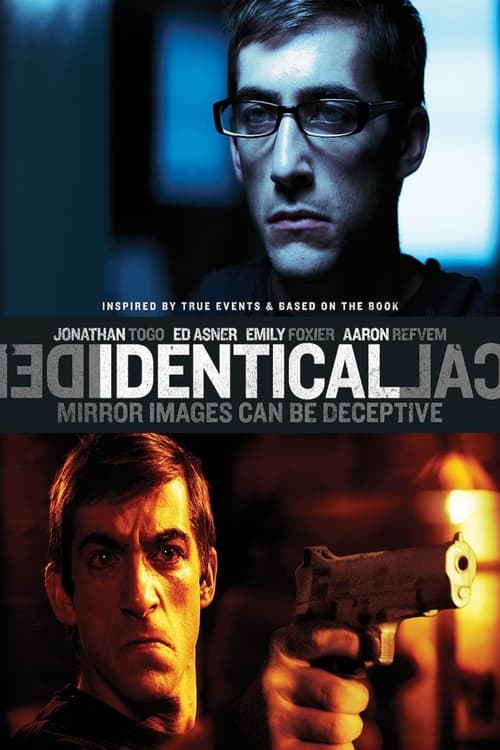 INSPIRED BY TRUE EVENTS & BASED ON THE BOOK
JONATHAN TOGO ED ASNER EMILY FOXIER AARON REFVEM
IDENTICAL
MIRROR IMAGES CAN BE DECEPTIVE